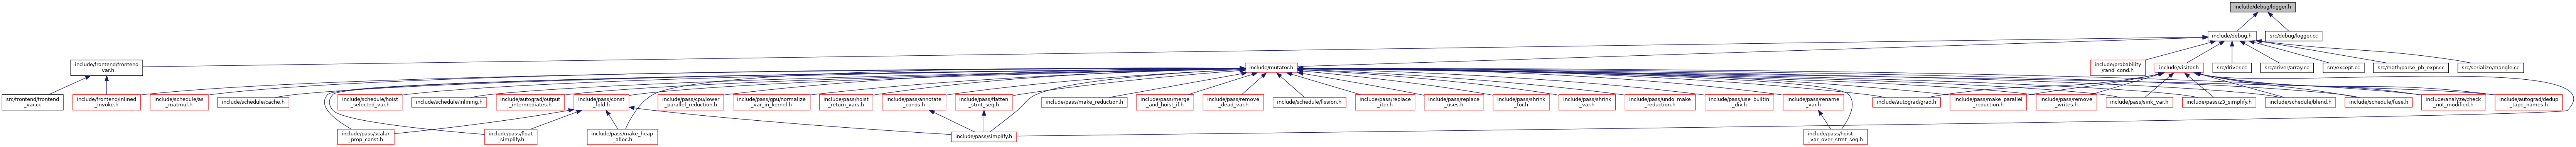 include/debug/logger.h
include/debug.h
src/debug/logger.cc
include/frontend/frontend
_var.h
include/mutator.h
include/probability
/rand_cond.h
include/visitor.h
src/driver.cc
src/driver/array.cc
src/except.cc
src/math/parse_pb_expr.cc
src/serialize/mangle.cc
src/frontend/frontend
_var.cc
include/frontend/inlined
_invoke.h
include/schedule/as
_matmul.h
include/schedule/cache.h
include/schedule/hoist
_selected_var.h
include/schedule/inlining.h
include/autograd/output
_intermediates.h
include/pass/const
_fold.h
include/pass/cpu/lower
_parallel_reduction.h
include/pass/gpu/normalize
_var_in_kernel.h
include/pass/hoist
_return_vars.h
include/pass/annotate
_conds.h
include/pass/flatten
_stmt_seq.h
include/pass/make_reduction.h
include/pass/merge
_and_hoist_if.h
include/pass/remove
_dead_var.h
include/schedule/fission.h
include/pass/replace
_iter.h
include/pass/replace
_uses.h
include/pass/shrink
_for.h
include/pass/shrink
_var.h
include/pass/undo_make
_reduction.h
include/pass/use_builtin
_div.h
include/pass/rename
_var.h
include/autograd/grad.h
include/pass/make_parallel
_reduction.h
include/pass/remove
_writes.h
include/pass/sink_var.h
include/pass/z3_simplify.h
include/schedule/blend.h
include/schedule/fuse.h
include/analyze/check
_not_modified.h
include/autograd/dedup
_tape_names.h
include/pass/scalar
_prop_const.h
include/pass/float
_simplify.h
include/pass/make_heap
_alloc.h
include/pass/simplify.h
include/pass/hoist
_var_over_stmt_seq.h